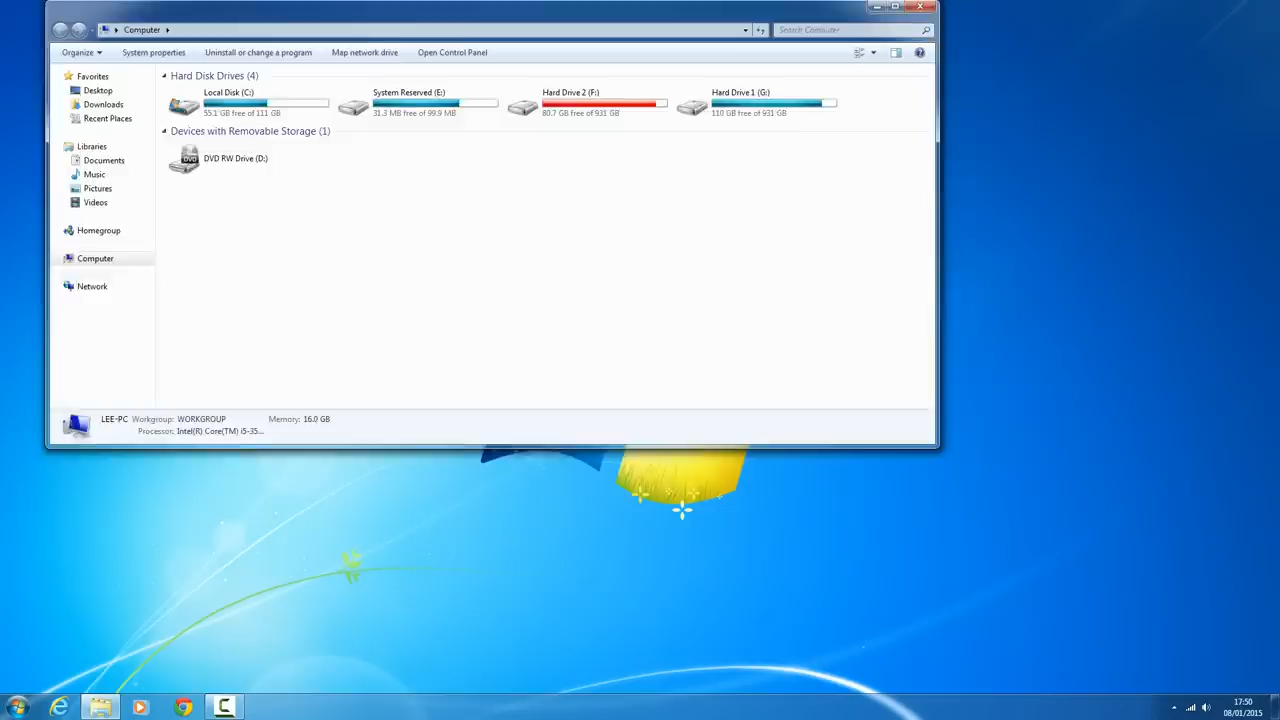 Computer
Search Computer
Organize
System properties
Uninstall or change a program
Map network drive
Open Control Panel
Favorites
Desktop
Downloads
Recent Places
Libraries
Documents
Music
Pictures
Videos
Homegroup
Computer
Network
Hard Disk Drives (4)
Local Disk (C:)
55.1 GB free of 111 GB
System Reserved (E:)
31.3 MB free of 99.9 MB
Hard Drive 2 (F:)
80.7 GB free of 931 GB
Hard Drive 1 (G:)
110 GB free of 931 GB
Devices with Removable Storage (1)
DVD
DVD RW Drive (D:)
LEE-PC Workgroup: WORKGROUP Memory: 16.0 GB
Processor: Intel(R) Core(TM) i5-35...
17:50
08/01/2015